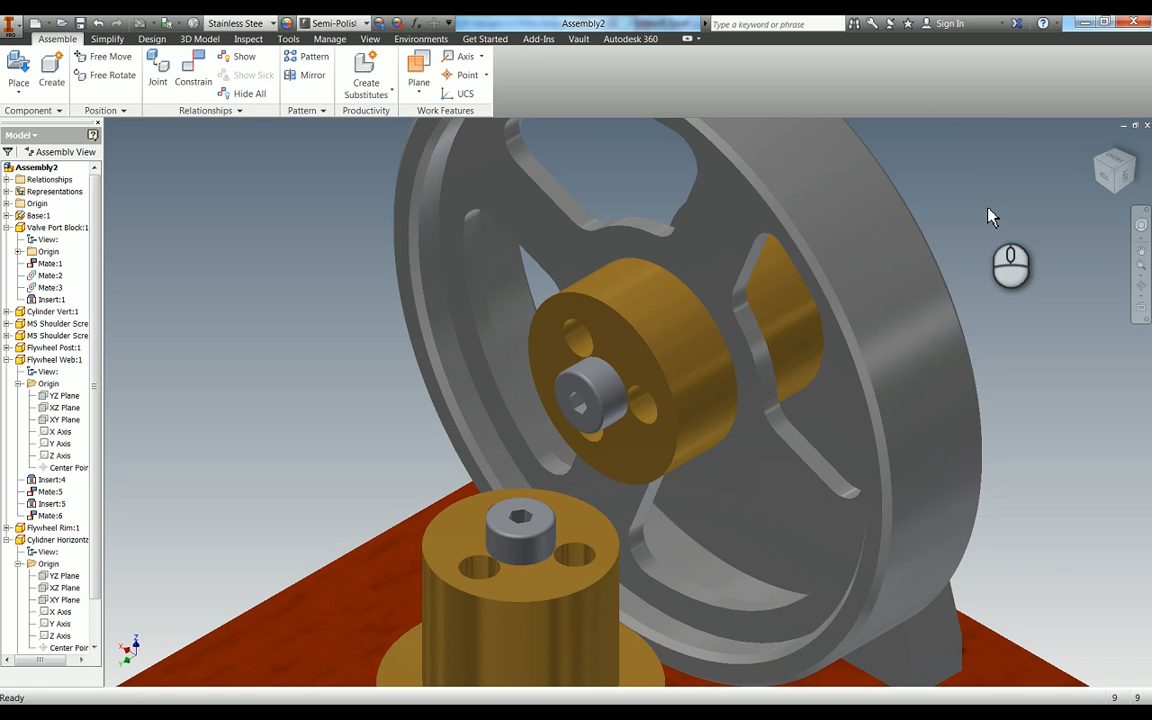 Stainless Stee
Semi-Polisl
Assembly2
Type a keyword or phrase
Sign In
PRO
Assemble Simplify Design 3D Model Inspect Tools Manage View Environments Get Started Add-Ins Vault Autodesk 360
Place
Create
Free Move
Free Rotate
Joint
Constrain
Show
Show Sick
Hide All
Pattern
Mirror
Create
Substitutes
Plane
Axis
Point
UCS
Component Position Relationships Pattern Productivity Work Features
Model
Assembly View
Assembly2
Relationships
Representations
Origin
Base:1
Valve Port Block:1
View:
Origin
Mate:1
Mate:2
Mate:3
Insert:1
Cylinder Vert:1
M5 Shoulder Scre
M5 Shoulder Scre
Flywheel Post:1
Flywheel Web:1
View:
Origin
YZ Plane
XZ Plane
XY Plane
X Axis
Y Axis
Z Axis
Center Poir
Insert:4
Mate:5
Insert:5
Mate:6
Flywheel Rim:1
Cylidner Horizonta
View:
Origin
YZ Plane
XZ Plane
XY Plane
X Axis
Y Axis
Z Axis
Center Poir
Z
X
Y
Ready
9 9